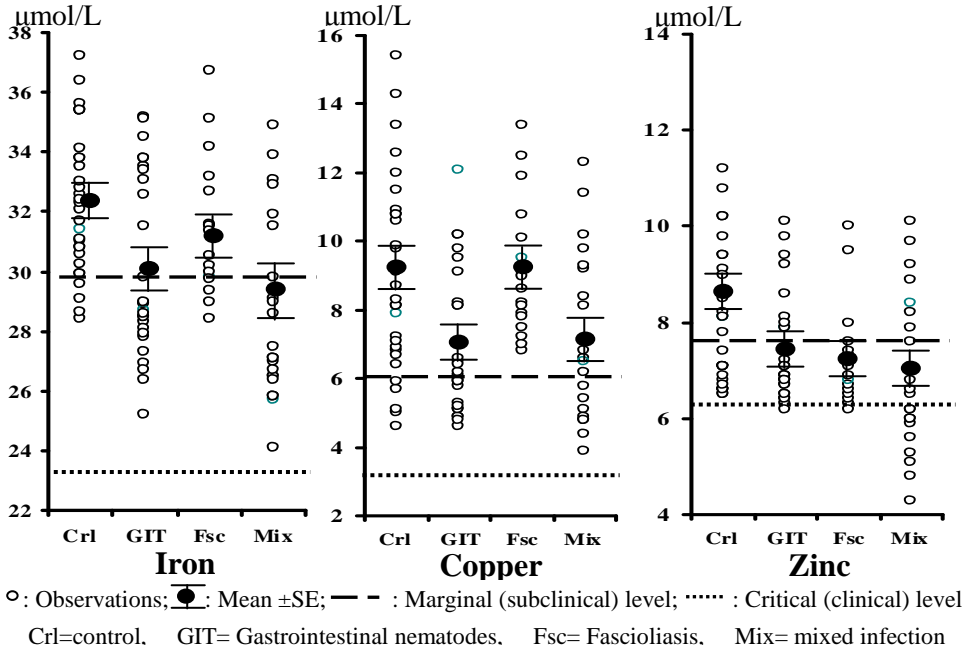 µmol/L
38
36
34
32
30
28
26
24
22
Crl GIT Fsc Mix
Iron
µmol/L
16
14
12
10
8
6
4
2
Crl GIT Fsc Mix
Copper
µmol/L
14
12
10
8
6
4
Crl GIT Fsc Mix
Zinc
: Observations; : Mean ±SE; : Marginal (subclinical) level; : Critical (clinical) level
Crl=control, GIT= Gastrointestinal nematodes, Fsc= Fascioliasis, Mix= mixed infection